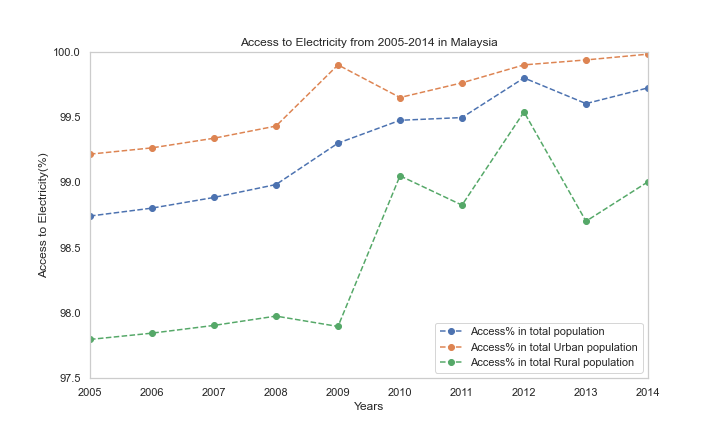 Access to Electricity from 2005-2014 in Malaysia
100.0
99.5
99.0
98.5
98.0
97.5
Access to Electricity(%)
Access% in total population
Access% in total Urban population
Access% in total Rural population
2005 2006 2007 2008 2009 2010 2011 2012 2013 2014
Years